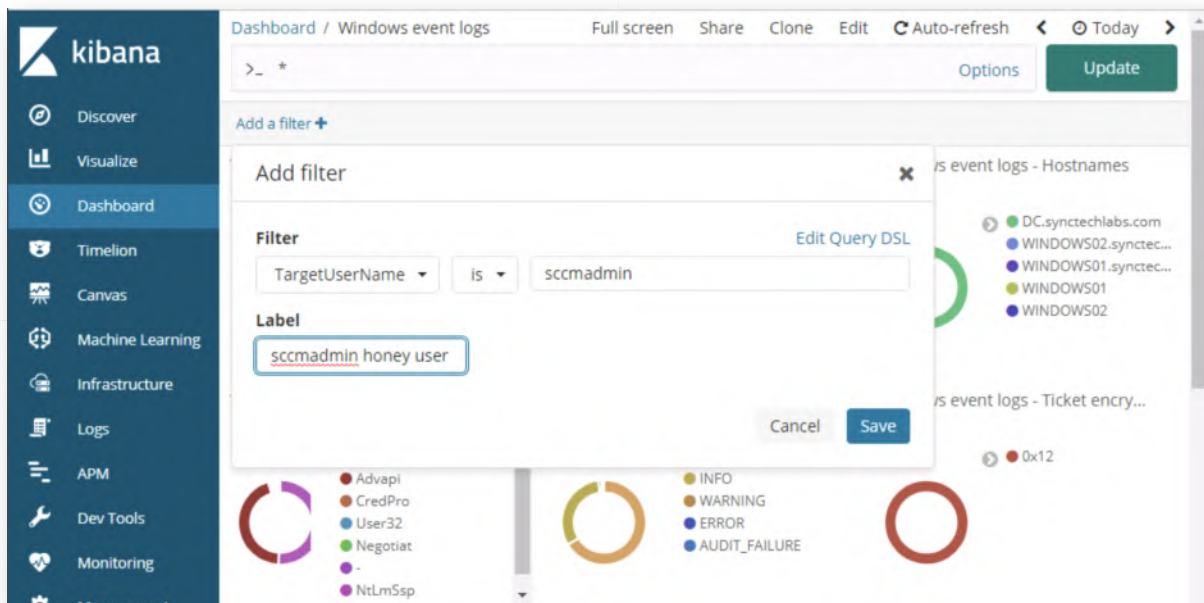 kibana
Discover
Visualize
Dashboard
Timelion
Canvas
Machine Learning
Infrastructure
Logs
APM
Dev Tools
Monitoring
Dashboard / Windows event logs Full screen Share Clone Edit Auto-refresh Today
>_ * Options Update
Add a filter +
Add filter
Filter Edit Query DSL
TargetUserName is sccmadmin
Label
sccmadmin honey user
Cancel Save
s event logs - Hostnames
DC.synctechlabs.com
WINDOWS02.synctec...
WINDOWS01.synctec...
WINDOWS01
WINDOWS02
s event logs - Ticket encry...
0x12
Advapi
CredPro
User32
Negotiat
-
NtLmSsp
INFO
WARNING
ERROR
AUDIT_FAILURE